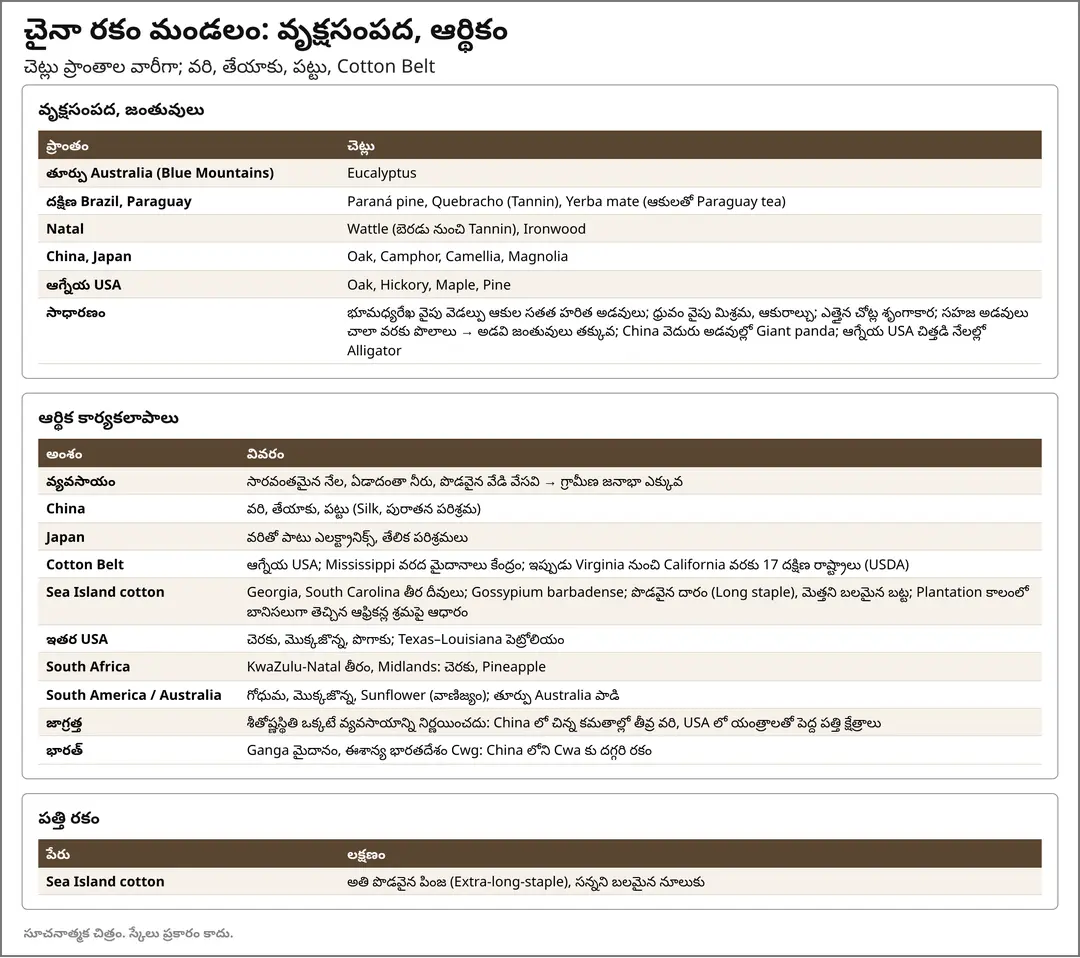 చైనా రకం మండలం: వృక్షసంపద, ఆర్థికం
చెట్లు ప్రాంతాల వారీగా; వరి, తేయాకు, పట్టు, Cotton Belt
వృక్షసంపద, జంతువులు
ప్రాంతం చెట్లు
తూర్పు Australia (Blue Mountains) Eucalyptus
దక్షిణ Brazil, Paraguay Paraná pine, Quebracho (Tannin), Yerba mate (ఆకులతో Paraguay tea)
Natal Wattle (బెరడు నుంచి Tannin), Ironwood
China, Japan Oak, Camphor, Camellia, Magnolia
ఆగ్నేయ USA Oak, Hickory, Maple, Pine
సాధారణం భూమధ్యరేఖ వైపు వెడల్పు ఆకుల సతత హరిత అడవులు; ధ్రువం వైపు మిశ్రమ, ఆకురాల్చు; ఎత్తైన చోట్ల శృంగాకార; సహజ అడవులు
చాలా వరకు పొలాలు → అడవి జంతువులు తక్కువ; China వెదురు అడవుల్లో Giant panda; ఆగ్నేయ USA చిత్తడి నేలల్లో
Alligator
ఆర్థిక కార్యకలాపాలు
అంశం వివరం
వ్యవసాయం సారవంతమైన నేల, ఏడాదంతా నీరు, పొడవైన వేడి వేసవి → గ్రామీణ జనాభా ఎక్కువ
China వరి, తేయాకు, పట్టు (Silk, పురాతన పరిశ్రమ)
Japan వరితో పాటు ఎలక్ట్రానిక్స్, తేలిక పరిశ్రమలు
Cotton Belt ఆగ్నేయ USA; Mississippi వరద మైదానాలు కేంద్రం; ఇప్పుడు Virginia నుంచి California వరకు 17 దక్షిణ రాష్ట్రాలు (USDA)
Sea Island cotton Georgia, South Carolina తీర దీవులు; Gossypium barbadense; పొడవైన దారం (Long staple), మెత్తని బలమైన బట్ట; Plantation కాలంలో
బానిసలుగా తెచ్చిన ఆఫ్రికన్ల శ్రమపై ఆధారం
ఇతర USA చెరకు, మొక్కజొన్న, పొగాకు; Texas–Louisiana పెట్రోలియం
South Africa KwaZulu-Natal తీరం, Midlands: చెరకు, Pineapple
South America / Australia గోధుమ, మొక్కజొన్న, Sunflower (వాణిజ్యం); తూర్పు Australia పాడి
జాగ్రత్త శీతోష్ణస్థితి ఒక్కటే వ్యవసాయాన్ని నిర్ణయించదు: China లో చిన్న కమతాల్లో తీవ్ర వరి, USA లో యంత్రాలతో పెద్ద పత్తి క్షేత్రాలు
భారత్ Ganga మైదానం, ఈశాన్య భారతదేశం Cwg: China లోని Cwa కు దగ్గరి రకం
పత్తి రకం
పేరు లక్షణం
Sea Island cotton అతి పొడవైన పింజ (Extra-long-staple), సన్నని బలమైన నూలుకు
సూచనాత్మక చిత్రం. స్కేలు ప్రకారం కాదు.